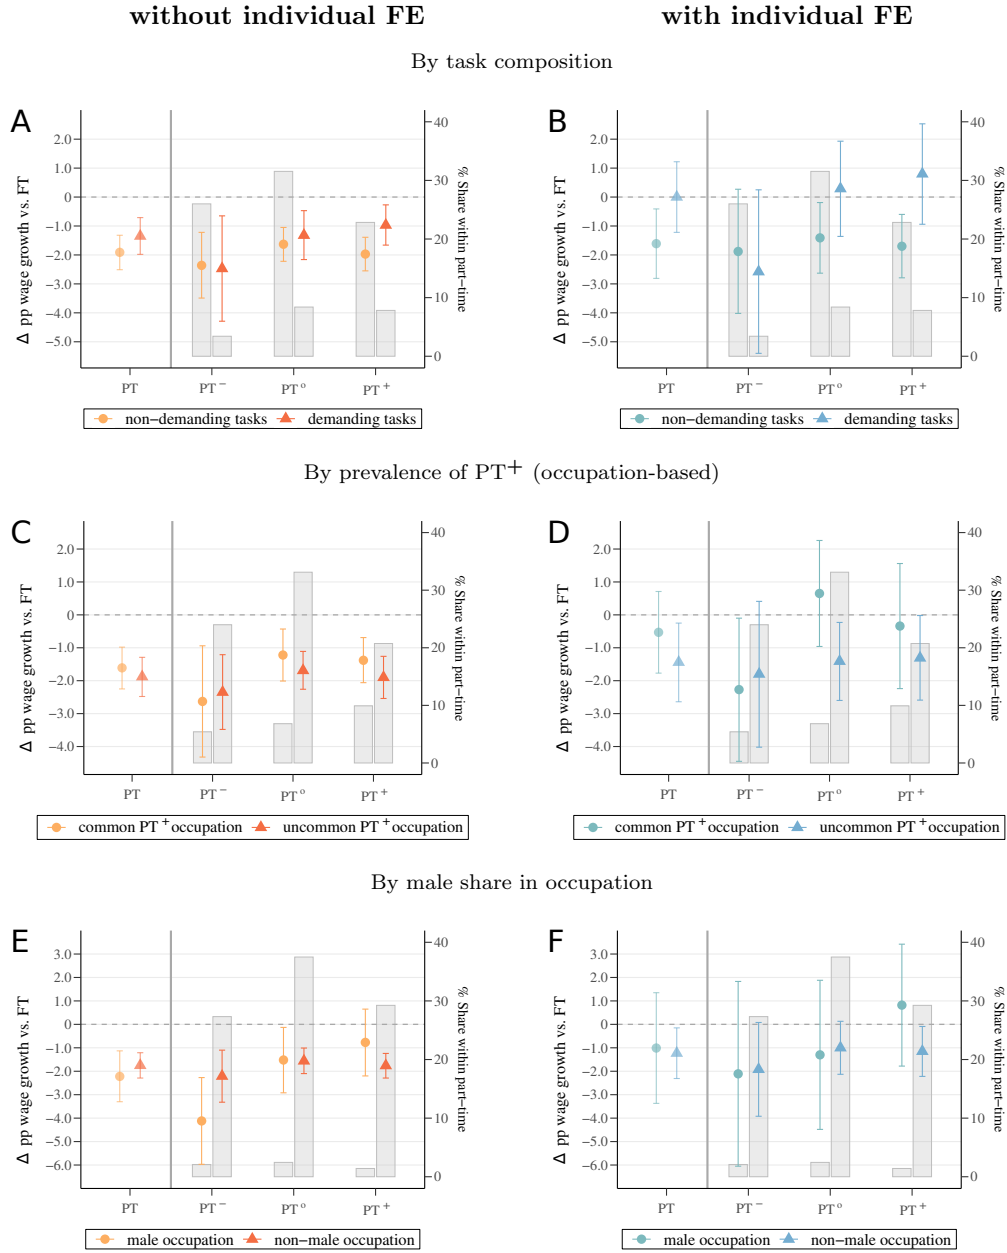 without individual FE
with individual FE
By task composition
A
Δ pp wage growth vs. FT
2.0
1.0
0
−1.0
−2.0
−3.0
−4.0
−5.0
40
30
20
10
0
% Share within part−time
PT
PT −
PT o
PT +
non−demanding tasks
demanding tasks
B
Δ pp wage growth vs. FT
2.0
1.0
0
−1.0
−2.0
−3.0
−4.0
−5.0
40
30
20
10
0
% Share within part−time
PT
PT −
PT o
PT +
non−demanding tasks
demanding tasks
By prevalence of PT+ (occupation-based)
C
Δ pp wage growth vs. FT
2.0
1.0
0
−1.0
−2.0
−3.0
−4.0
40
30
20
10
0
% Share within part−time
PT
PT −
PT o
PT +
common PT + occupation
uncommon PT + occupation
D
Δ pp wage growth vs. FT
2.0
1.0
0
−1.0
−2.0
−3.0
−4.0
40
30
20
10
0
% Share within part−time
PT
PT −
PT o
PT +
common PT + occupation
uncommon PT + occupation
By male share in occupation
E
Δ pp wage growth vs. FT
3.0
2.0
1.0
0
−1.0
−2.0
−3.0
−4.0
−5.0
−6.0
40
30
20
10
0
% Share within part−time
PT
PT −
PT o
PT +
male occupation
non−male occupation
F
Δ pp wage growth vs. FT
3.0
2.0
1.0
0
−1.0
−2.0
−3.0
−4.0
−5.0
−6.0
40
30
20
10
0
% Share within part−time
PT
PT −
PT o
PT +
male occupation
non−male occupation